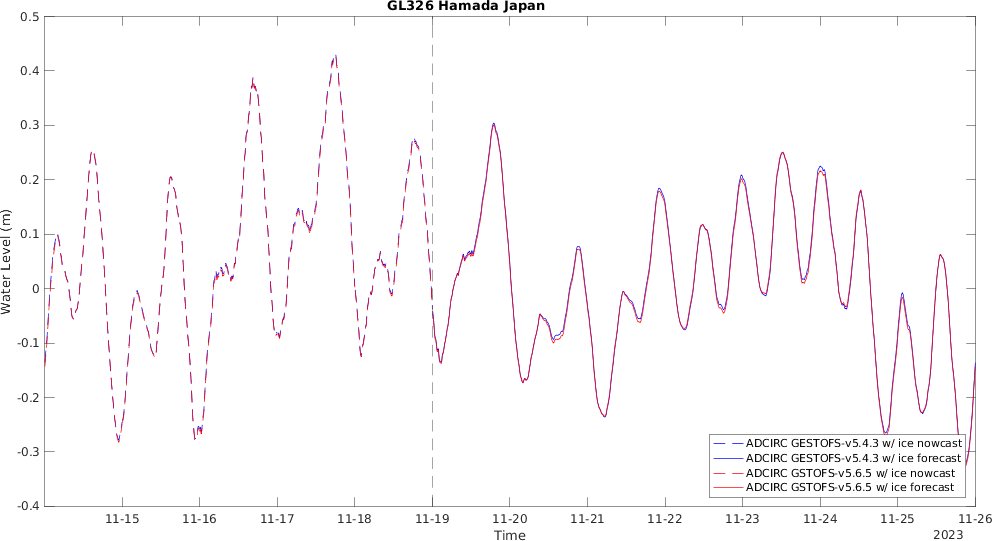 GL326 Hamada Japan
0.5
0.4
0.3
0.2
0.1
0
-0.1
-0.2
-0.3
-0.4
Water Level (m)
ADCIRC GESTOFS-v5.4.3 w/ ice nowcast
ADCIRC GESTOFS-v5.4.3 w/ ice forecast
ADCIRC GSTOFS-v5.6.5 w/ ice nowcast
ADCIRC GSTOFS-v5.6.5 w/ ice forecast
11-15 11-16 11-17 11-18 11-19 11-20 11-21 11-22 11-23 11-24 11-25 11-26
Time
2023